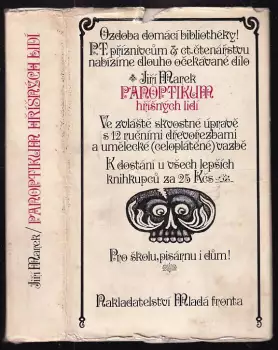 Jiří Marek/PANOPTIKUM HŘÍŠNÝCH LIDÍ
Ozdoba domácí bibliothéky!
P.T. příznivcům & ct. čtenářstvu
nabízíme dlouho očekávané dílo
Jiří Marek
PANOPTIKUM
hříšných lidí
Ve zvláště skvostné úpravě
s 12 ručními dřevořezbami
a umělecké (celoplátěné) vazbě
K dostání u všech lepších
knihkupců za 25 Kčs
Pro školu, pisárnu i dům!
Nakladatelství Mladá fronta